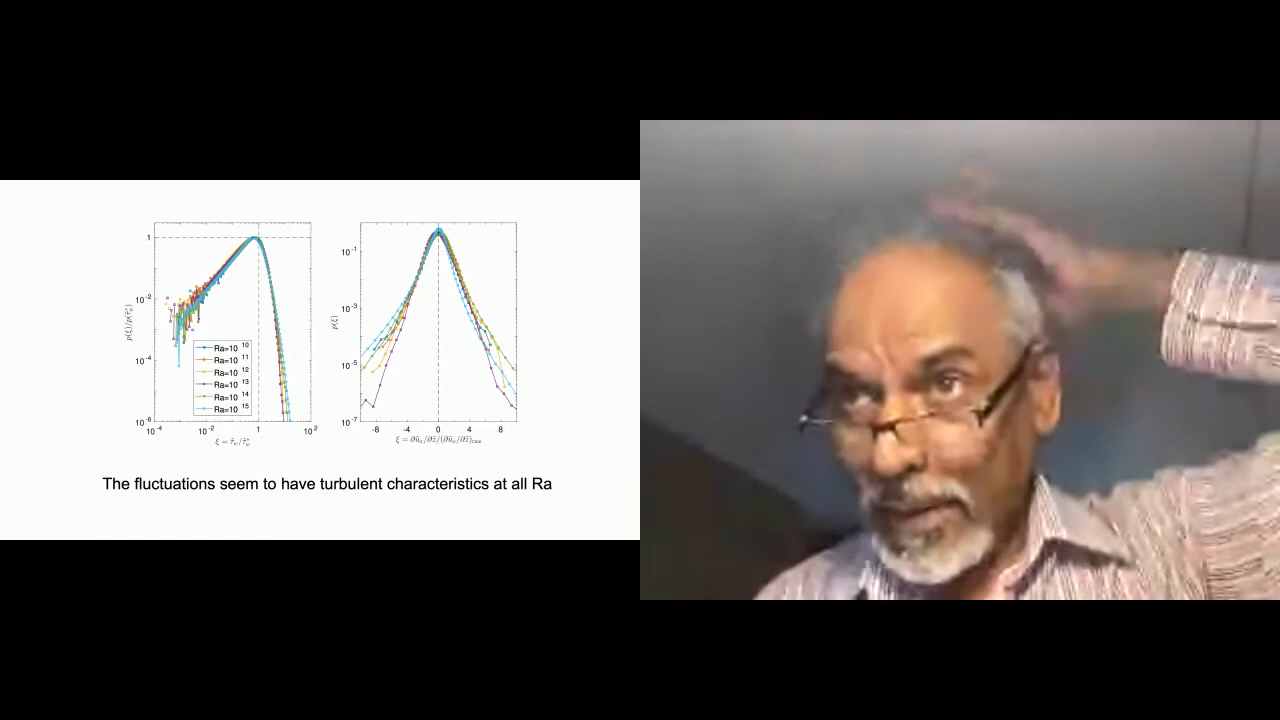 1
10^-2
10^-4
10^-6
10^-4 10^-2 1 10^2
Ra=10^10
Ra=10^11
Ra=10^12
Ra=10^13
Ra=10^14
Ra=10^15
10^-1
10^-3
10^-5
10^-7
p(ξ)
-8 -4 0 4 8
The fluctuations seem to have turbulent characteristics at all Ra